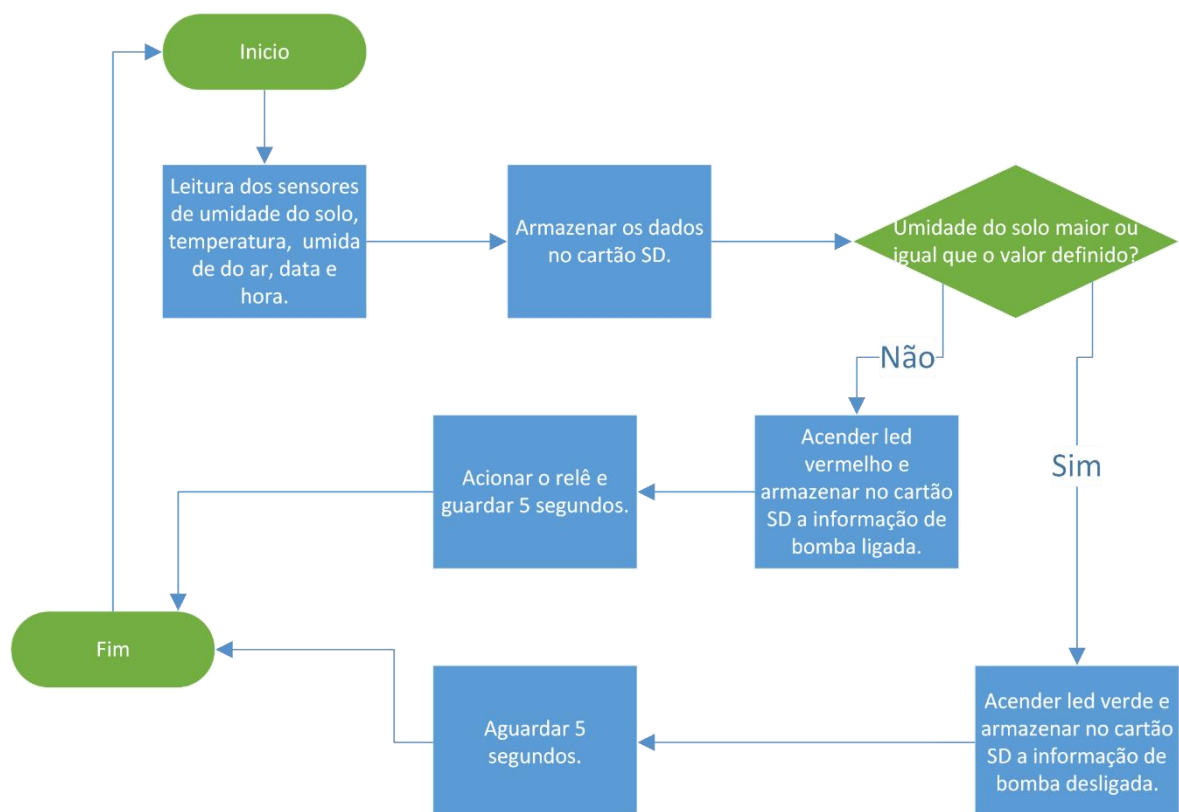 Inicio
Leitura dos sensores
de umidade do solo,
temperatura,  umida
de do ar, data e
hora.
Armazenar os dados
no cartão SD.
Umidade do solo maior ou
igual que o valor definido?
Não
Sim
Acender led
vermelho e
armazenar no cartão
SD a informação de
bomba ligada.
Acionar o relê e
guardar 5 segundos.
Fim
Acender led verde e
armazenar no cartão
SD a informação de
bomba desligada.
Aguardar 5
segundos.